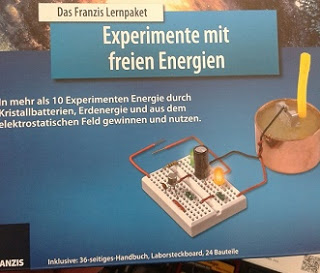 Das Franzis Lernpaket
Experimente mit
freien Energien
In mehr als 10 Experimenten Energie durch
Kristallbatterien, Erdenergie und aus dem
elektrostatischen Feld gewinnen und nutzen.
Inklusive: 36-seitiges-Handbuch, Laborsteckboard, 24 Bauteile
ANZIS